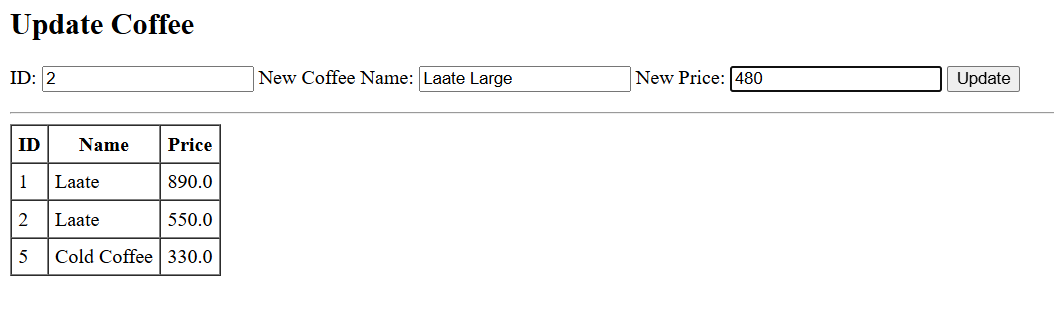 Update Coffee
ID: 2 New Coffee Name: Laate Large New Price: 480 Update
ID Name Price
1 Laate 890.0
2 Laate 550.0
5 Cold Coffee 330.0